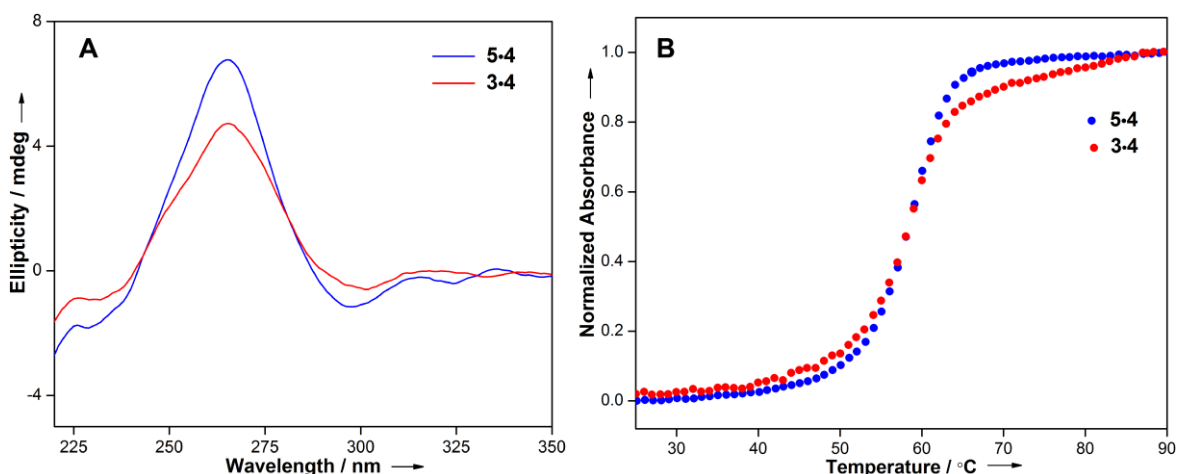 A
5•4
3•4
8
4
0
-4
Ellipticity / mdeg →
225 250 275 300 325 350
Wavelength / nm →
B
5•4
3•4
1.0
0.8
0.6
0.4
0.2
0.0
Normalized Absorbance →
30 40 50 60 70 80 90
Temperature / °C →